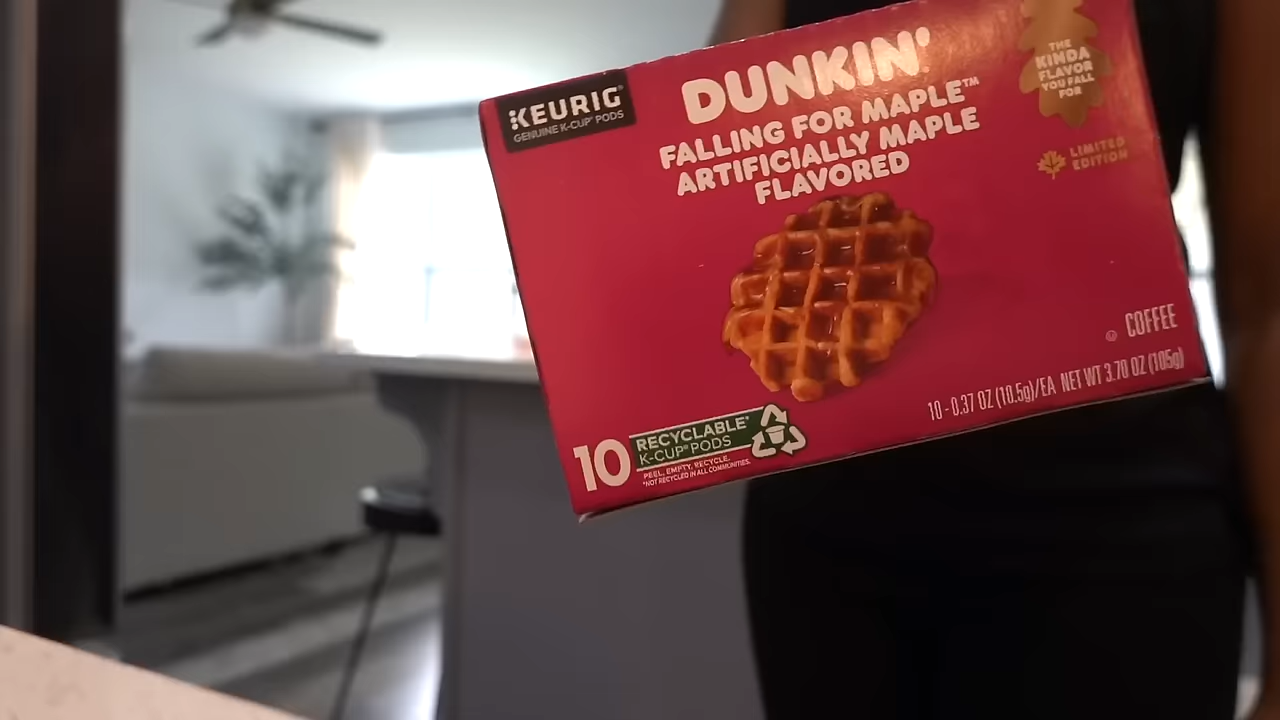 KEURIG®
GENUINE K-CUP® PODS
DUNKIN'
FALLING FOR MAPLE™
ARTIFICIALLY MAPLE
FLAVORED
THE
KINDA
FLAVOR
YOU FALL
FOR
LIMITED
EDITION
COFFEE
10 - 0.37 OZ (10.5g)/EA NET WT 3.70 OZ (105g)
10
RECYCLABLE*
K-CUP® PODS
PEEL, EMPTY, RECYCLE.
*NOT RECYCLED IN ALL COMMUNITIES.